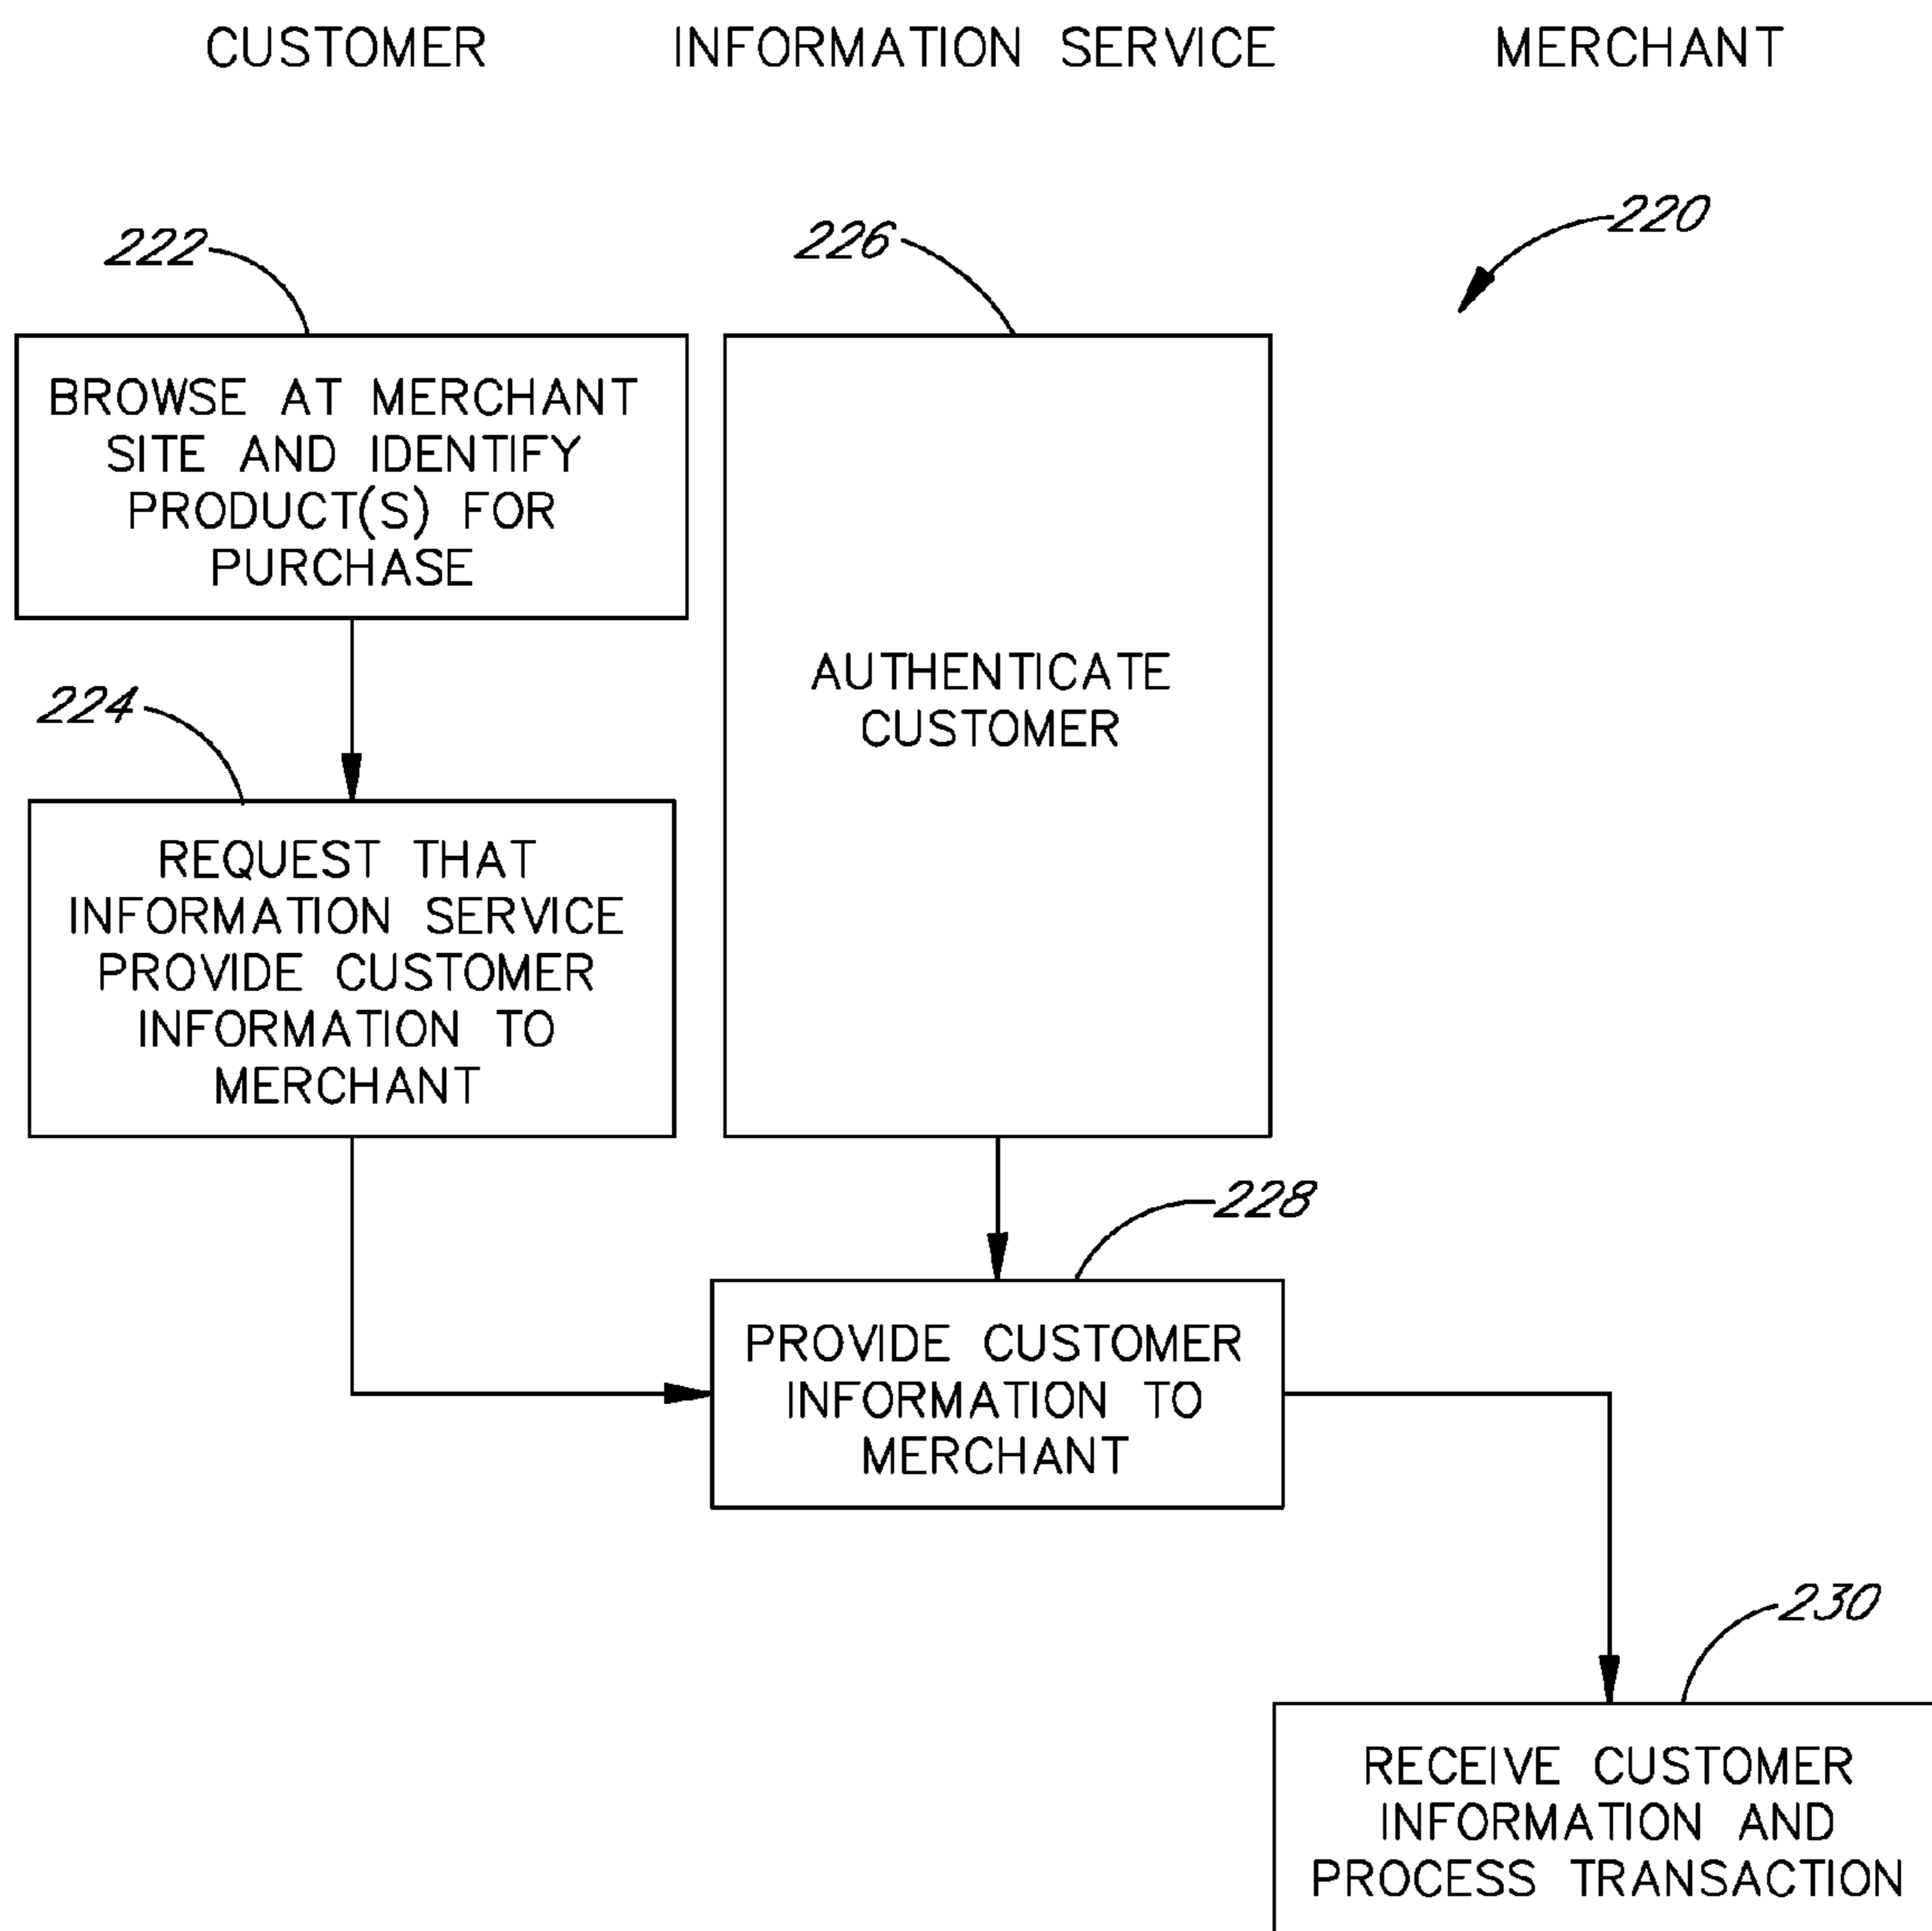 CUSTOMER INFORMATION SERVICE MERCHANT
220
222
BROWSE AT MERCHANT
SITE AND IDENTIFY
PRODUCT(S) FOR
PURCHASE
224
REQUEST THAT
INFORMATION SERVICE
PROVIDE CUSTOMER
INFORMATION TO
MERCHANT
226
AUTHENTICATE
CUSTOMER
228
PROVIDE CUSTOMER
INFORMATION TO
MERCHANT
230
RECEIVE CUSTOMER
INFORMATION AND
PROCESS TRANSACTION